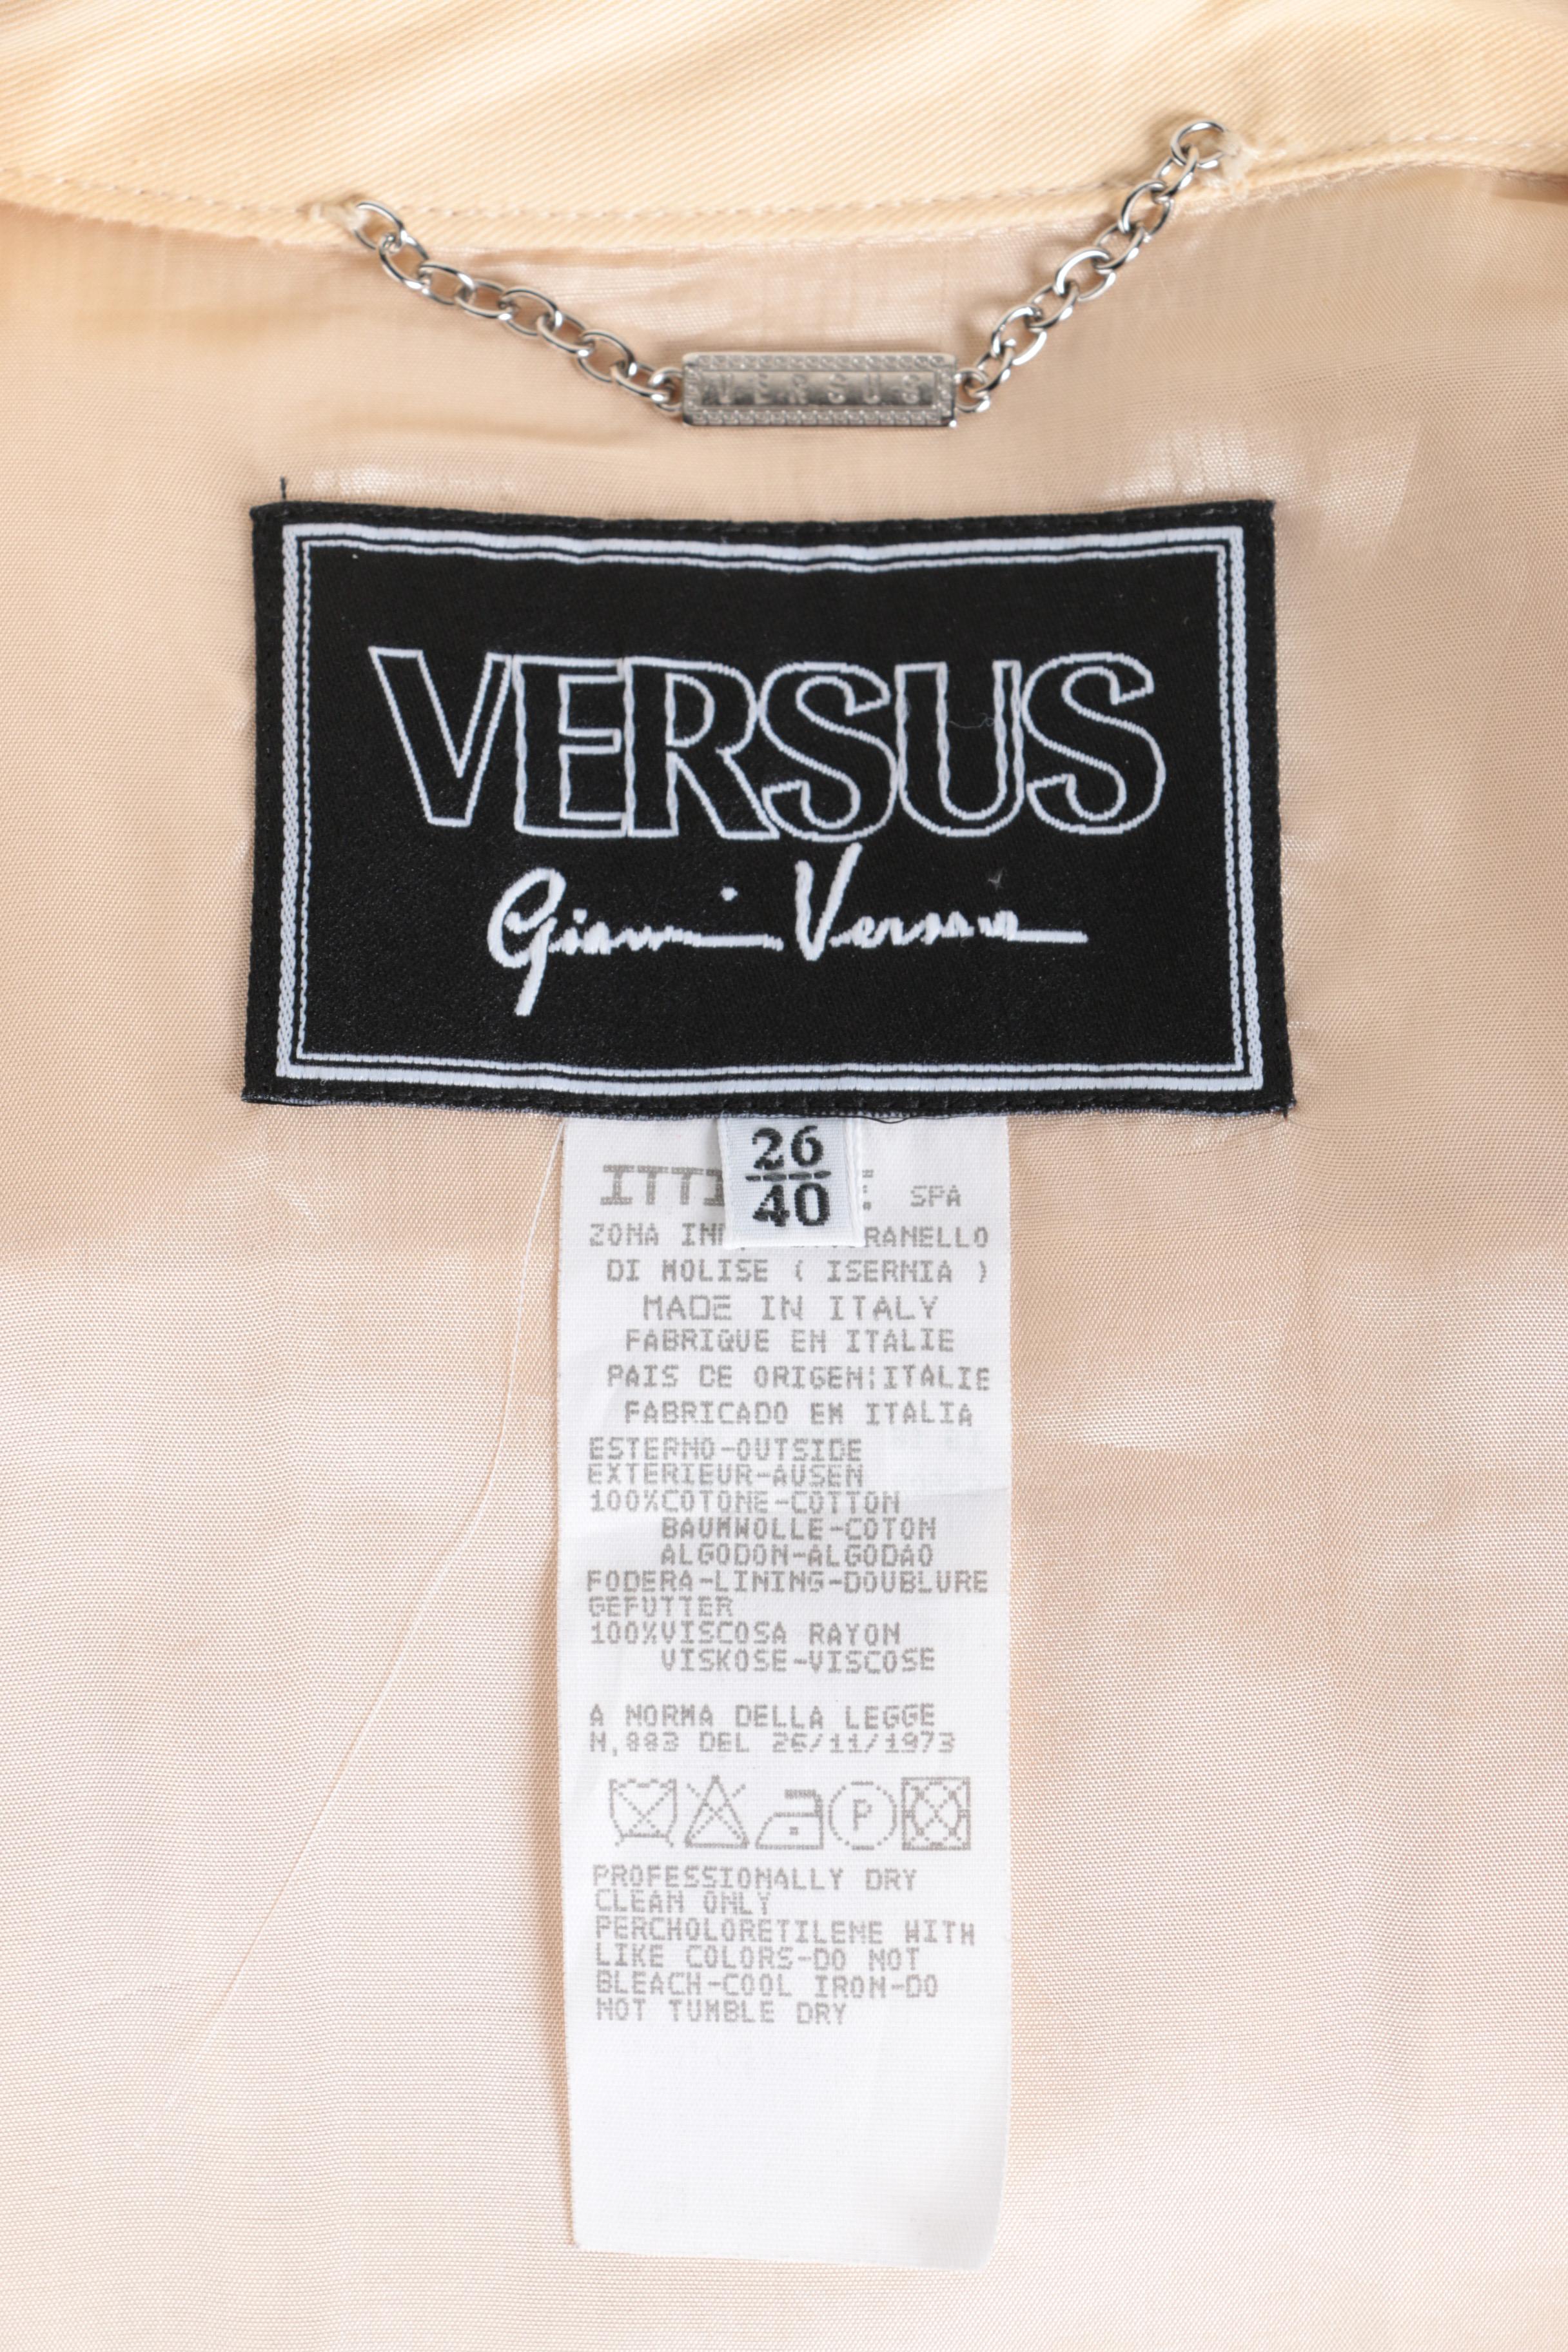 VERSUS
VERSUS
Gianni Versace
26
40
SPA
ZONA RANELLO
DI MOLISE ( ISERNIA )
MADE IN ITALY
FABRIQUE EN ITALIE
PAIS DE ORIGEN:ITALIE
FABRICADO EM ITALIA
ESTERNO-OUTSIDE
EXTERIEUR-AUSEN
100%COTONE-COTTON
BAUMWOLLE-COTON
ALGODON-ALGODAO
FODERA-LINING-DOUBLURE
GEFUTTER
100%VISCOSA RAYON
VISKOSE-VISCOSE
A NORMA DELLA LEGGE
N,883 DEL 26/11/1973
P
PROFESSIONALLY DRY
CLEAN ONLY
PERCHOLORETILENE WITH
LIKE COLORS-DO NOT
BLEACH-COOL IRON-DO
NOT TUMBLE DRY